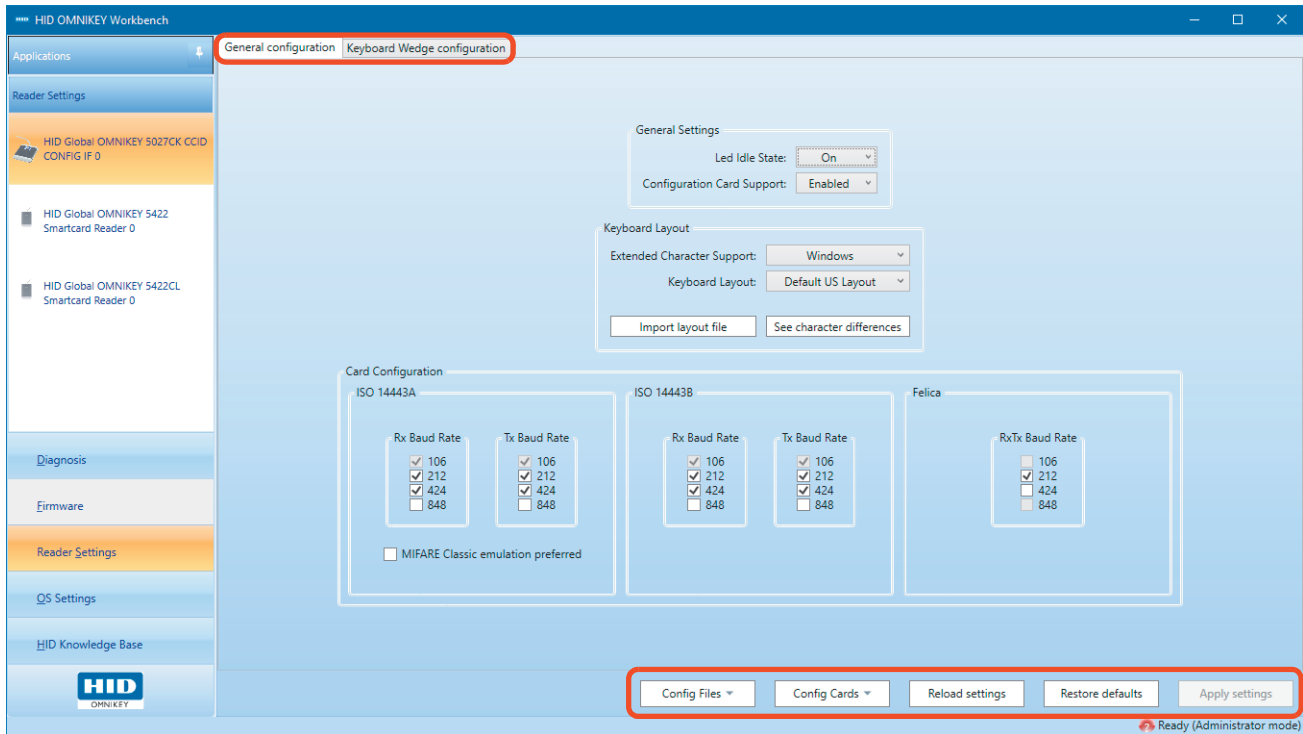 HID OMNIKEY Workbench
Applications
Reader Settings
HID Global OMNIKEY 5027CK CCID
CONFIG IF 0
HID Global OMNIKEY 5422
Smartcard Reader 0
HID Global OMNIKEY 5422CL
Smartcard Reader 0
Diagnosis
Firmware
Reader Settings
OS Settings
HID Knowledge Base
HID
OMNIKEY
General configuration Keyboard Wedge configuration
General Settings
Led Idle State: On
Configuration Card Support: Enabled
Keyboard Layout
Extended Character Support: Windows
Keyboard Layout: Default US Layout
Import layout file See character differences
Card Configuration
ISO 14443A
Rx Baud Rate Tx Baud Rate
106 106
212 212
424 424
848 848
MIFARE Classic emulation preferred
ISO 14443B
Rx Baud Rate Tx Baud Rate
106 106
212 212
424 424
848 848
Felica
RxTx Baud Rate
106
212
424
848
Config Files Config Cards Reload settings Restore defaults Apply settings
Ready (Administrator mode)